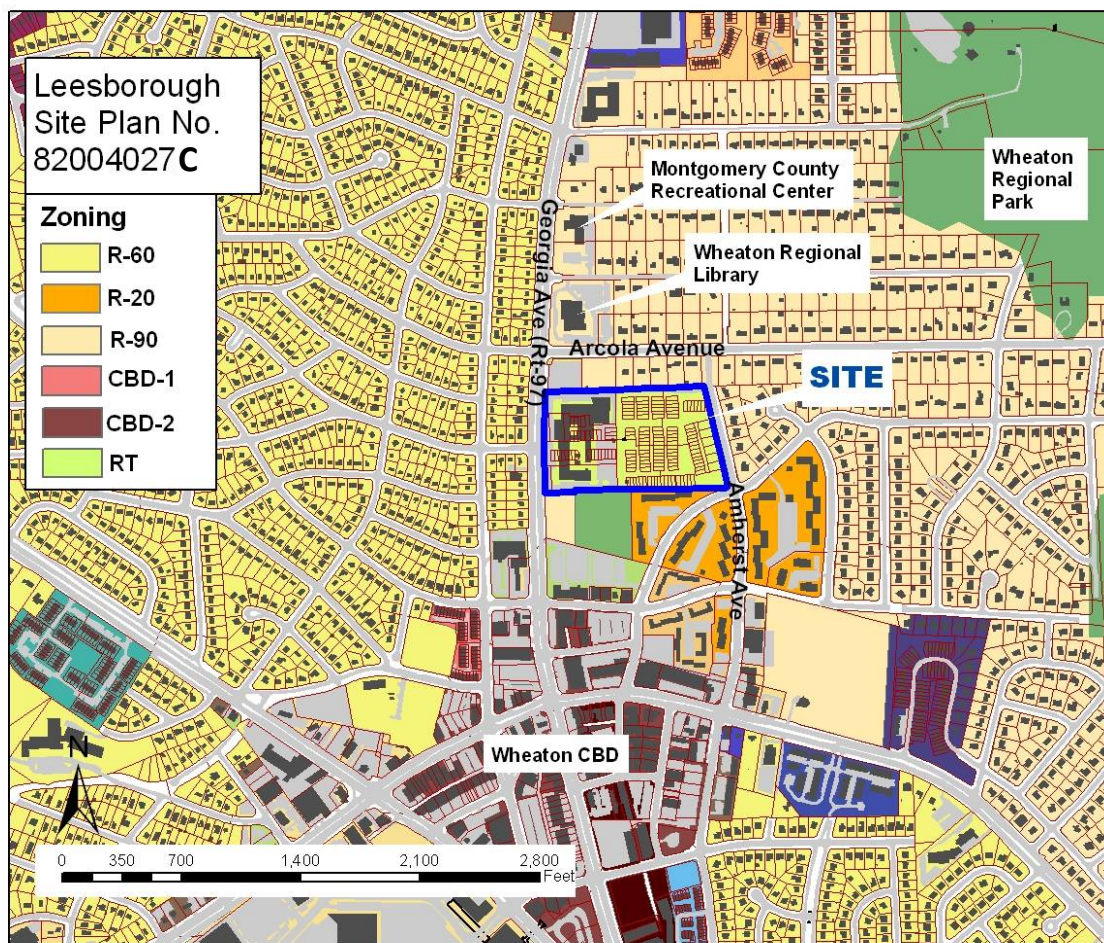 Leesborough
Site Plan No.
82004027C
Zoning
R-60
R-20
R-90
CBD-1
CBD-2
RT
Montgomery County
Recreational Center
Wheaton
Regional
Park
Wheaton Regional
Library
Georgia Ave (Rt-97)
Arcola Avenue
SITE
Amherst Ave
Wheaton CBD
N
0 350 700 1,400 2,100 2,800
Feet